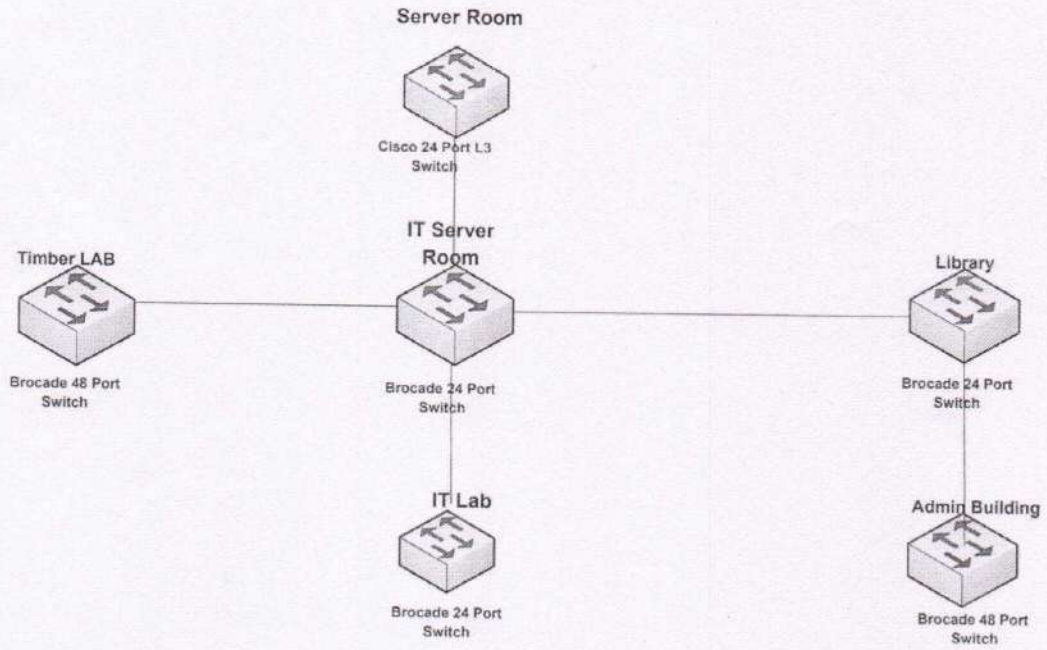 Server Room
Cisco 24 Port L3
Switch
IT Server
Room
Timber LAB
Library
Brocade 48 Port
Switch
Brocade 24 Port
Switch
Brocade 24 Port
Switch
IT Lab
Admin Building
Brocade 24 Port
Switch
Brocade 48 Port
Switch